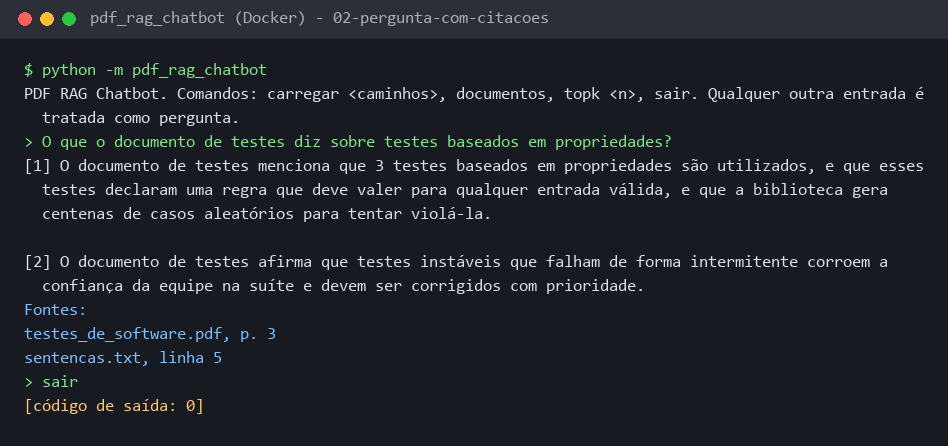 pdf_rag_chatbot (Docker) - 02-pergunta-com-citacoes
$ python -m pdf_rag_chatbot
PDF RAG Chatbot. Comandos: carregar <caminhos>, documentos, topk <n>, sair. Qualquer outra entrada é
tratada como pergunta.
> O que o documento de testes diz sobre testes baseados em propriedades?
[1] O documento de testes menciona que 3 testes baseados em propriedades são utilizados, e que esses
testes declaram uma regra que deve valer para qualquer entrada válida, e que a biblioteca gera
centenas de casos aleatórios para tentar violá-la.
[2] O documento de testes afirma que testes instáveis que falham de forma intermitente corroem a
confiança da equipe na suíte e devem ser corrigidos com prioridade.
Fontes:
testes_de_software.pdf, p. 3
sentencas.txt, linha 5
> sair
[código de saída: 0]